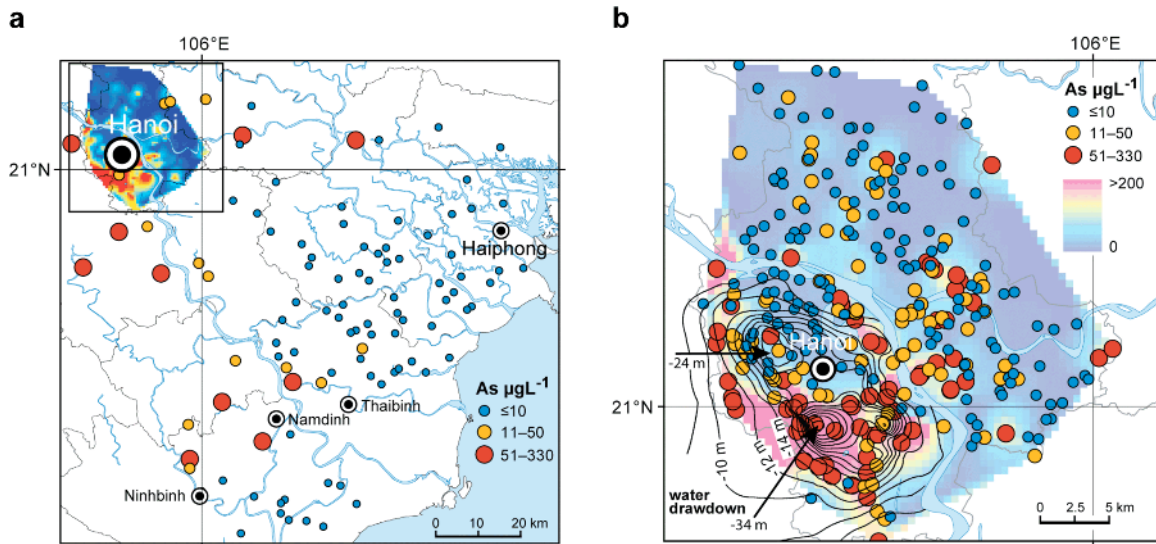 a
106°E
Hanoi
21°N
Haiphong
Thaibinh
Namdinh
Ninhbinh
As µgL⁻¹
≤10
11–50
51–330
0 10 20 km
b
106°E
As µgL⁻¹
≤10
11–50
51–330
>200
0
Hanoi
-24 m
21°N
-14 m
-12 m
-10 m
water
drawdown
-34 m
0 2.5 5 km